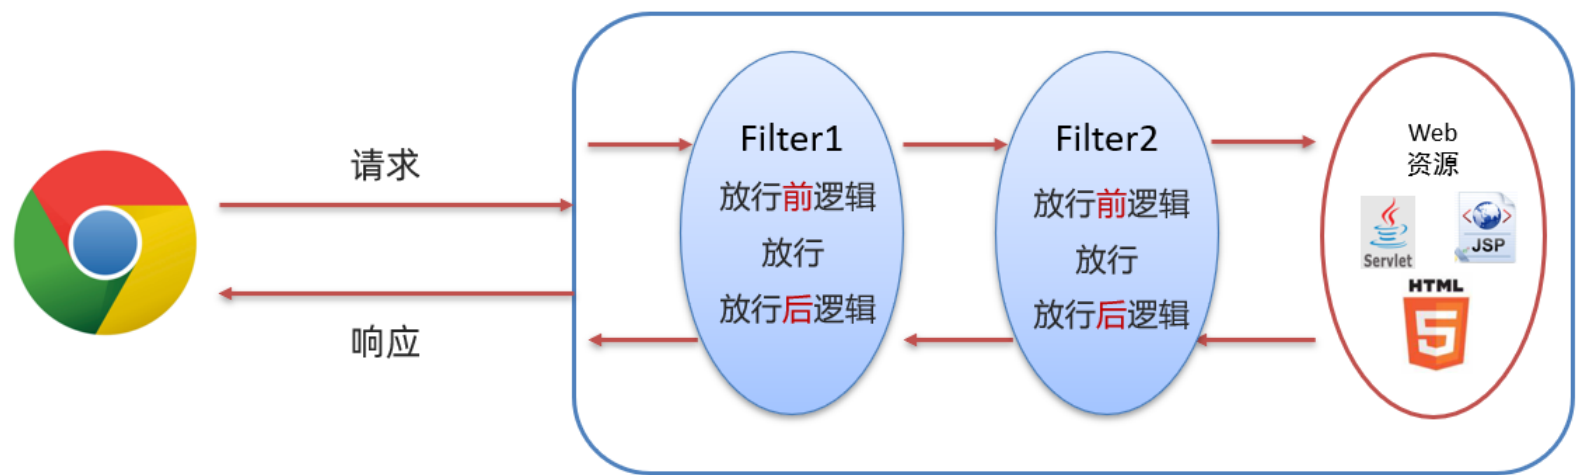 请求
响应
Filter1
放行前逻辑
放行
放行后逻辑
Filter2
放行前逻辑
放行
放行后逻辑
Web
资源
Servlet
JSP
HTML
5